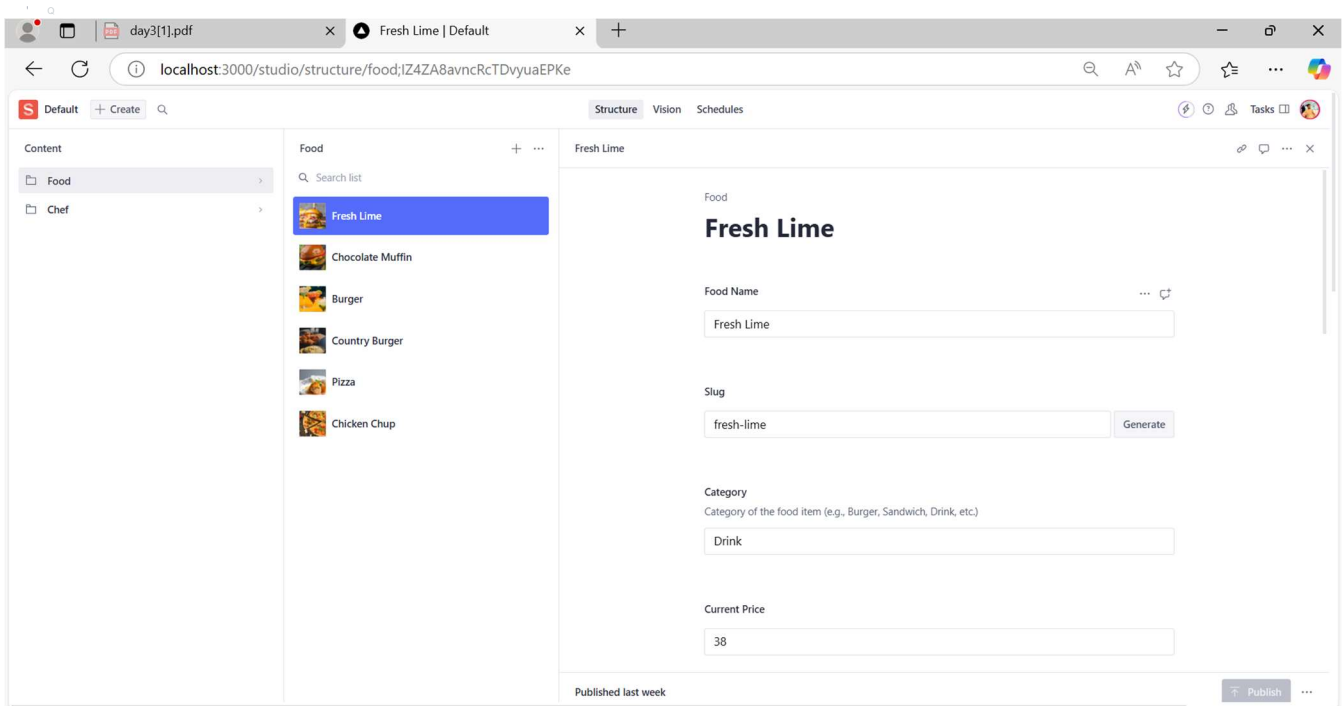 day3[1].pdf
Fresh Lime | Default
localhost:3000/studio/structure/food;IZ4ZA8avncRcTDvyuaEPKe
S Default + Create
Structure Vision Schedules
Tasks
Content
Food
Chef
Food
Search list
Fresh Lime
Chocolate Muffin
Burger
Country Burger
Pizza
Chicken Chup
Fresh Lime
Food
Fresh Lime
Food Name
Fresh Lime
Slug
fresh-lime
Generate
Category
Category of the food item (e.g., Burger, Sandwich, Drink, etc.)
Drink
Current Price
38
Published last week
Publish